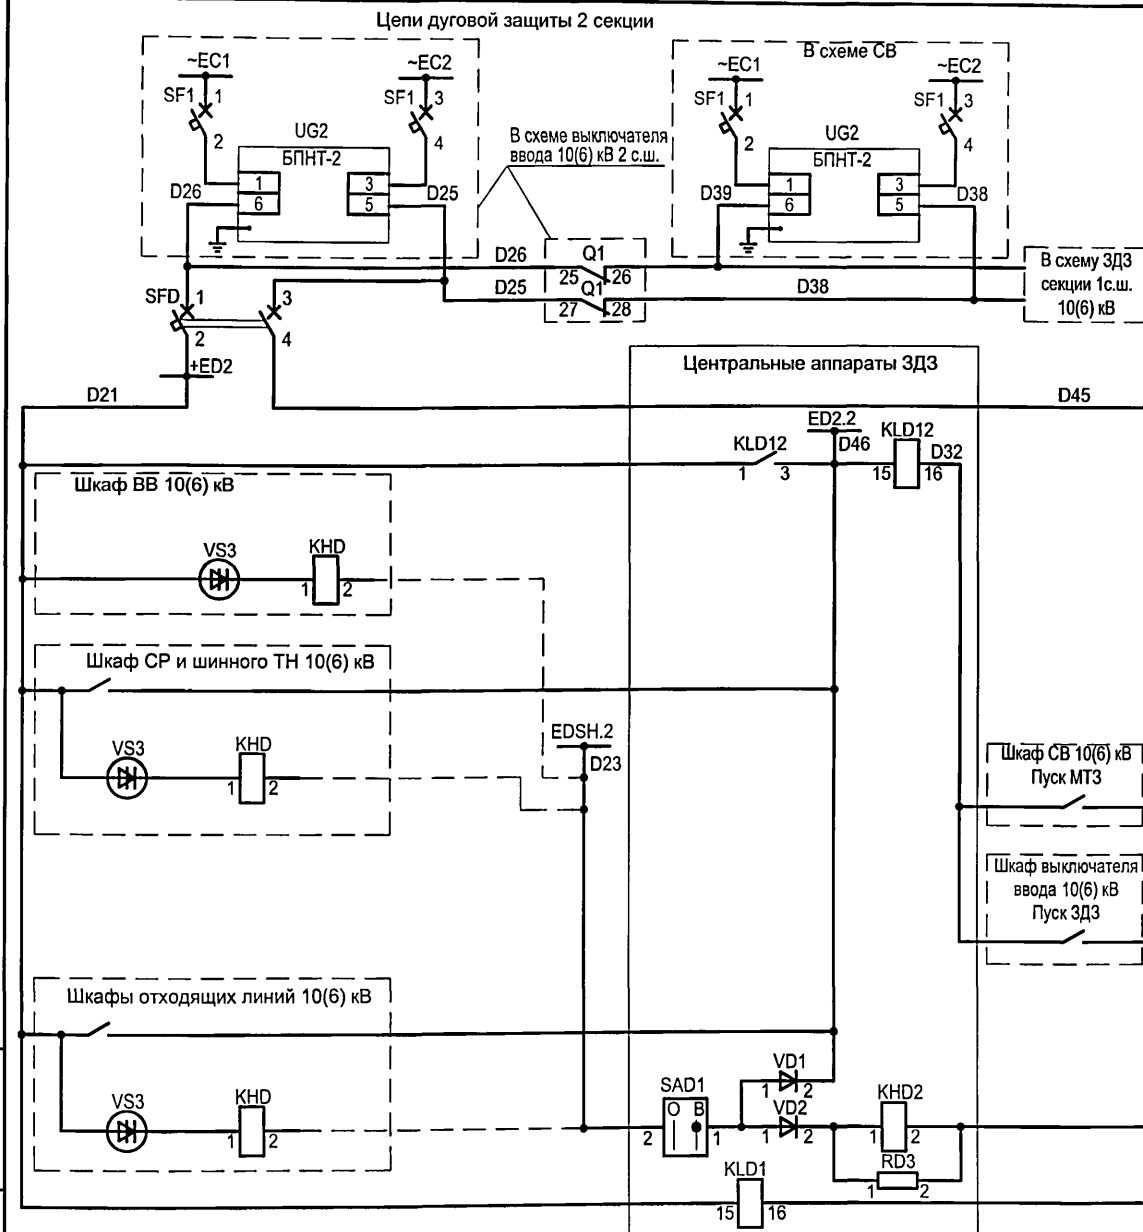 Цепи дуговой защиты 2 секции
В схеме СВ
~EC1
~EC2
~EC1
~EC2
SF1 1
2
SF1 3
4
SF1 1
2
SF1 3
4
UG2
БПНТ-2
1
6
3
5
D26
D25
В схеме выключателя
ввода 10(6) кВ 2 с.ш.
UG2
БПНТ-2
1
6
3
5
D39
D38
D26
Q1
25 26
D25
Q1
27 28
D38
В схему ЗДЗ
секции 1с.ш.
10(6) кВ
SFD 1
2
3
4
+ED2
Центральные аппараты ЗДЗ
D21
D45
ED2.2
D46
KLD12
1 3
KLD12
15 16
D32
Шкаф ВВ 10(6) кВ
VS3
KHD
1 2
Шкаф СР и шинного ТН 10(6) кВ
VS3
KHD
1 2
EDSH.2
D23
Шкаф СВ 10(6) кВ
Пуск МТЗ
Шкаф выключателя
ввода 10(6) кВ
Пуск ЗДЗ
Шкафы отходящих линий 10(6) кВ
VS3
KHD
1 2
SAD1
О В
2 1
VD1
1 2
VD2
1 2
KHD2
1 2
RD3
1 2
KLD1
15 16